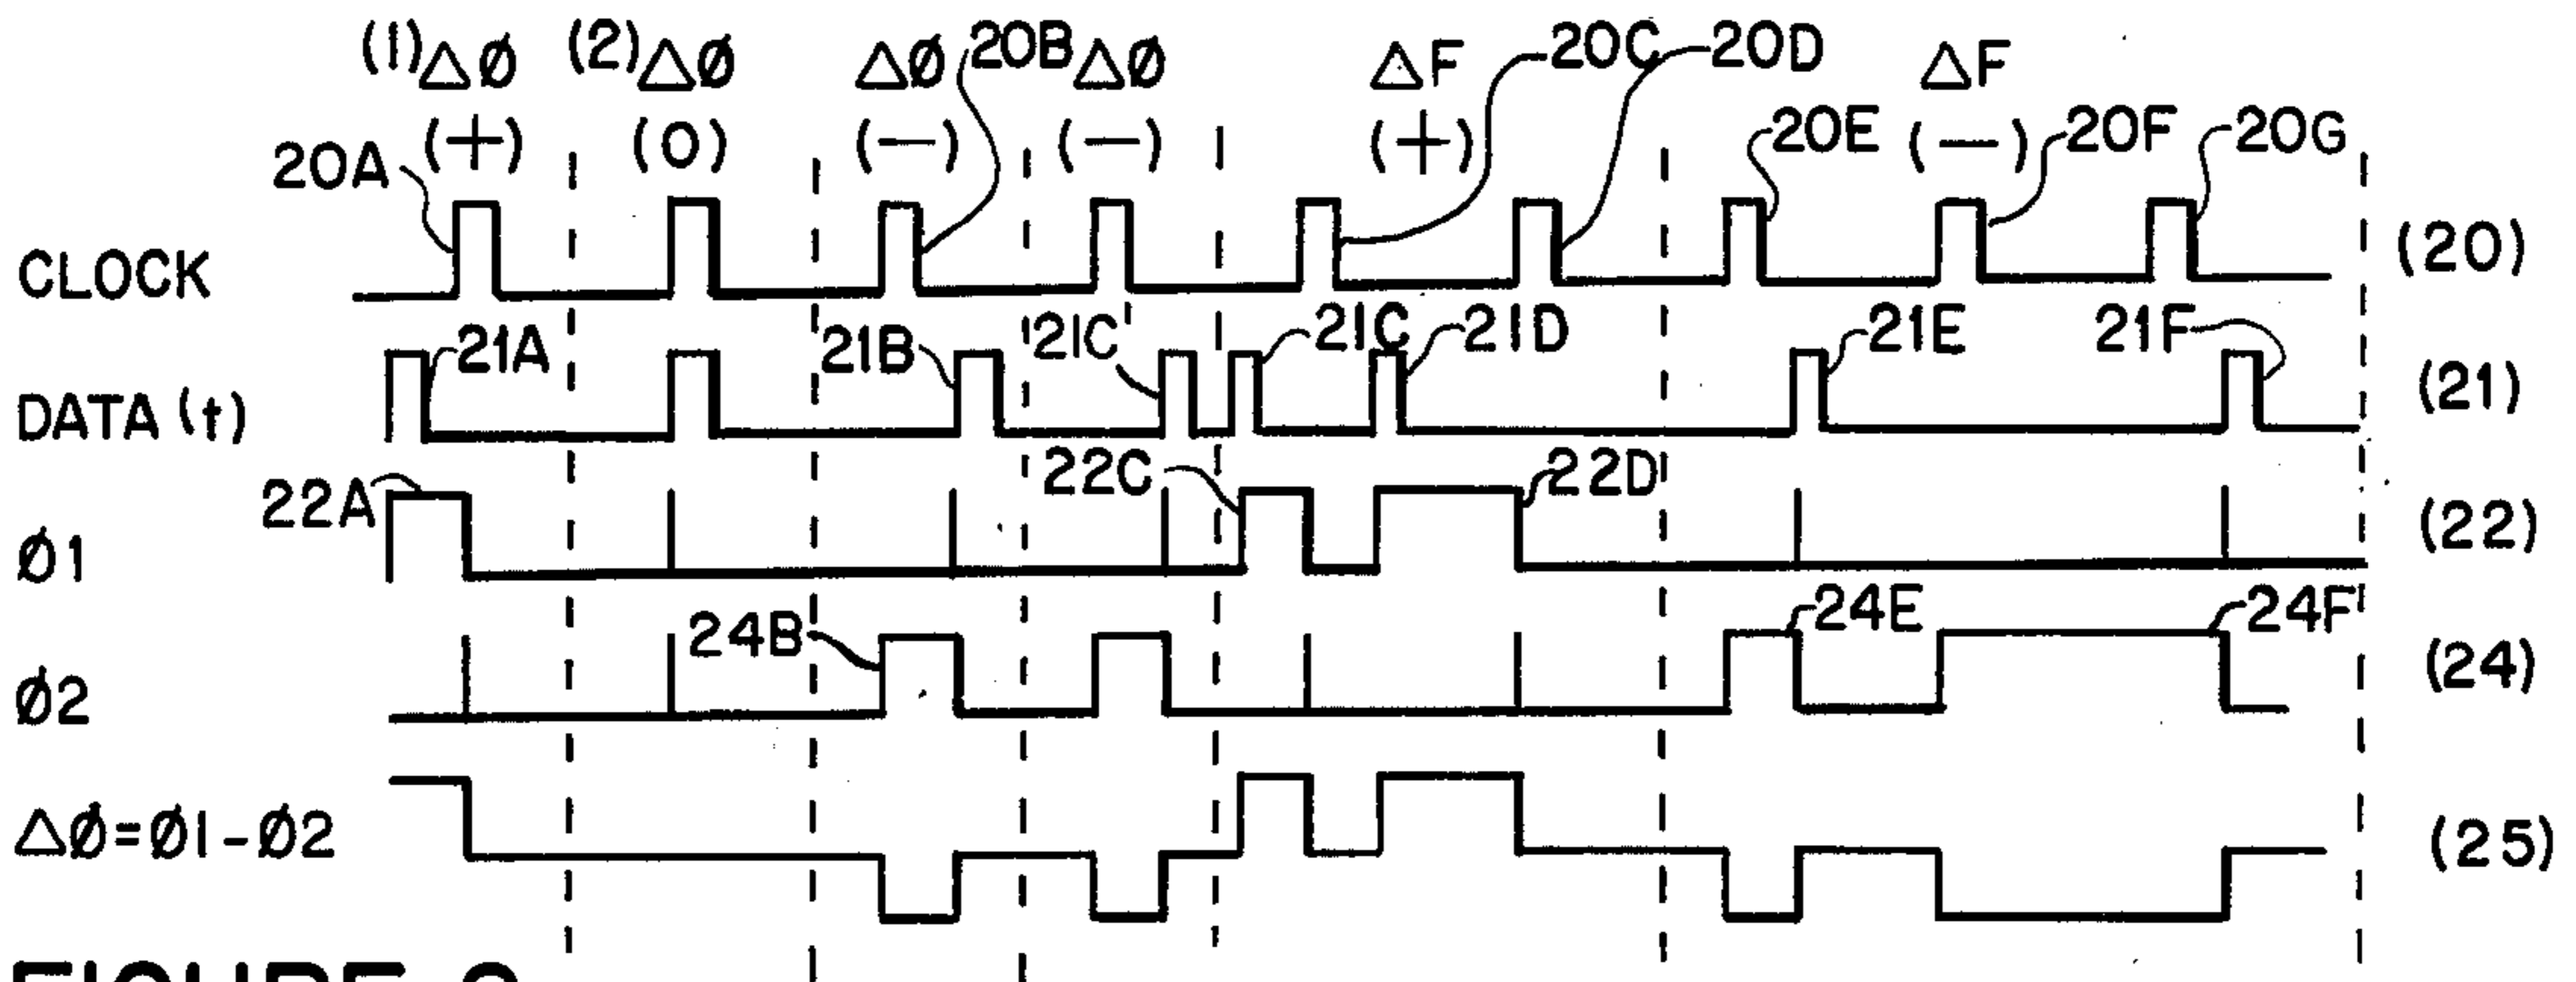 (1) ΔØ (2) ΔØ ΔØ 20B ΔØ ΔF 20C 20D ΔF
20A (+) (0) (—) (—) (+) 20E (—) 20F 20G
CLOCK (20)
21A 21B 21C' 21C 21D 21E 21F
DATA (t) (21)
22A 22C 22D
Ø1 (22)
24B 24E 24F
Ø2 (24)
ΔØ=Ø1-Ø2 (25)